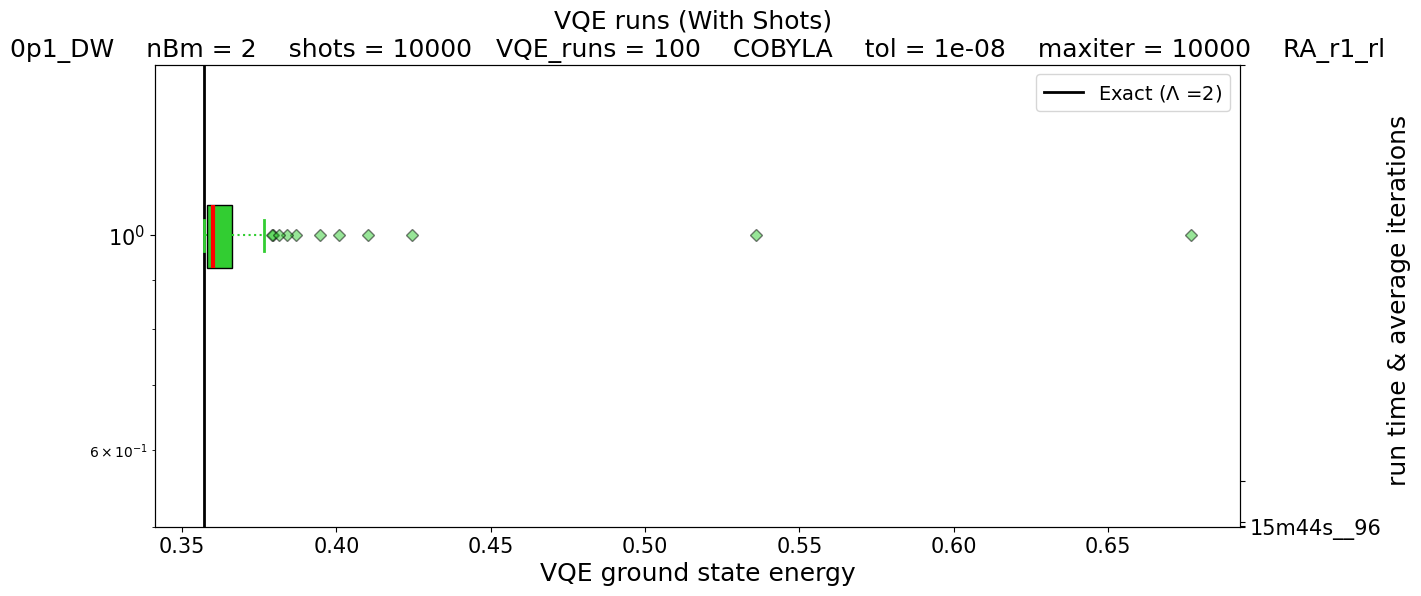 VQE runs (With Shots)
0p1_DW nBm = 2 shots = 10000 VQE_runs = 100 COBYLA tol = 1e-08 maxiter = 10000 RA_r1_rl
Exact (Λ =2)
10⁰
6 × 10⁻¹
run time & average iterations
15m44s__96
0.35 0.40 0.45 0.50 0.55 0.60 0.65
VQE ground state energy